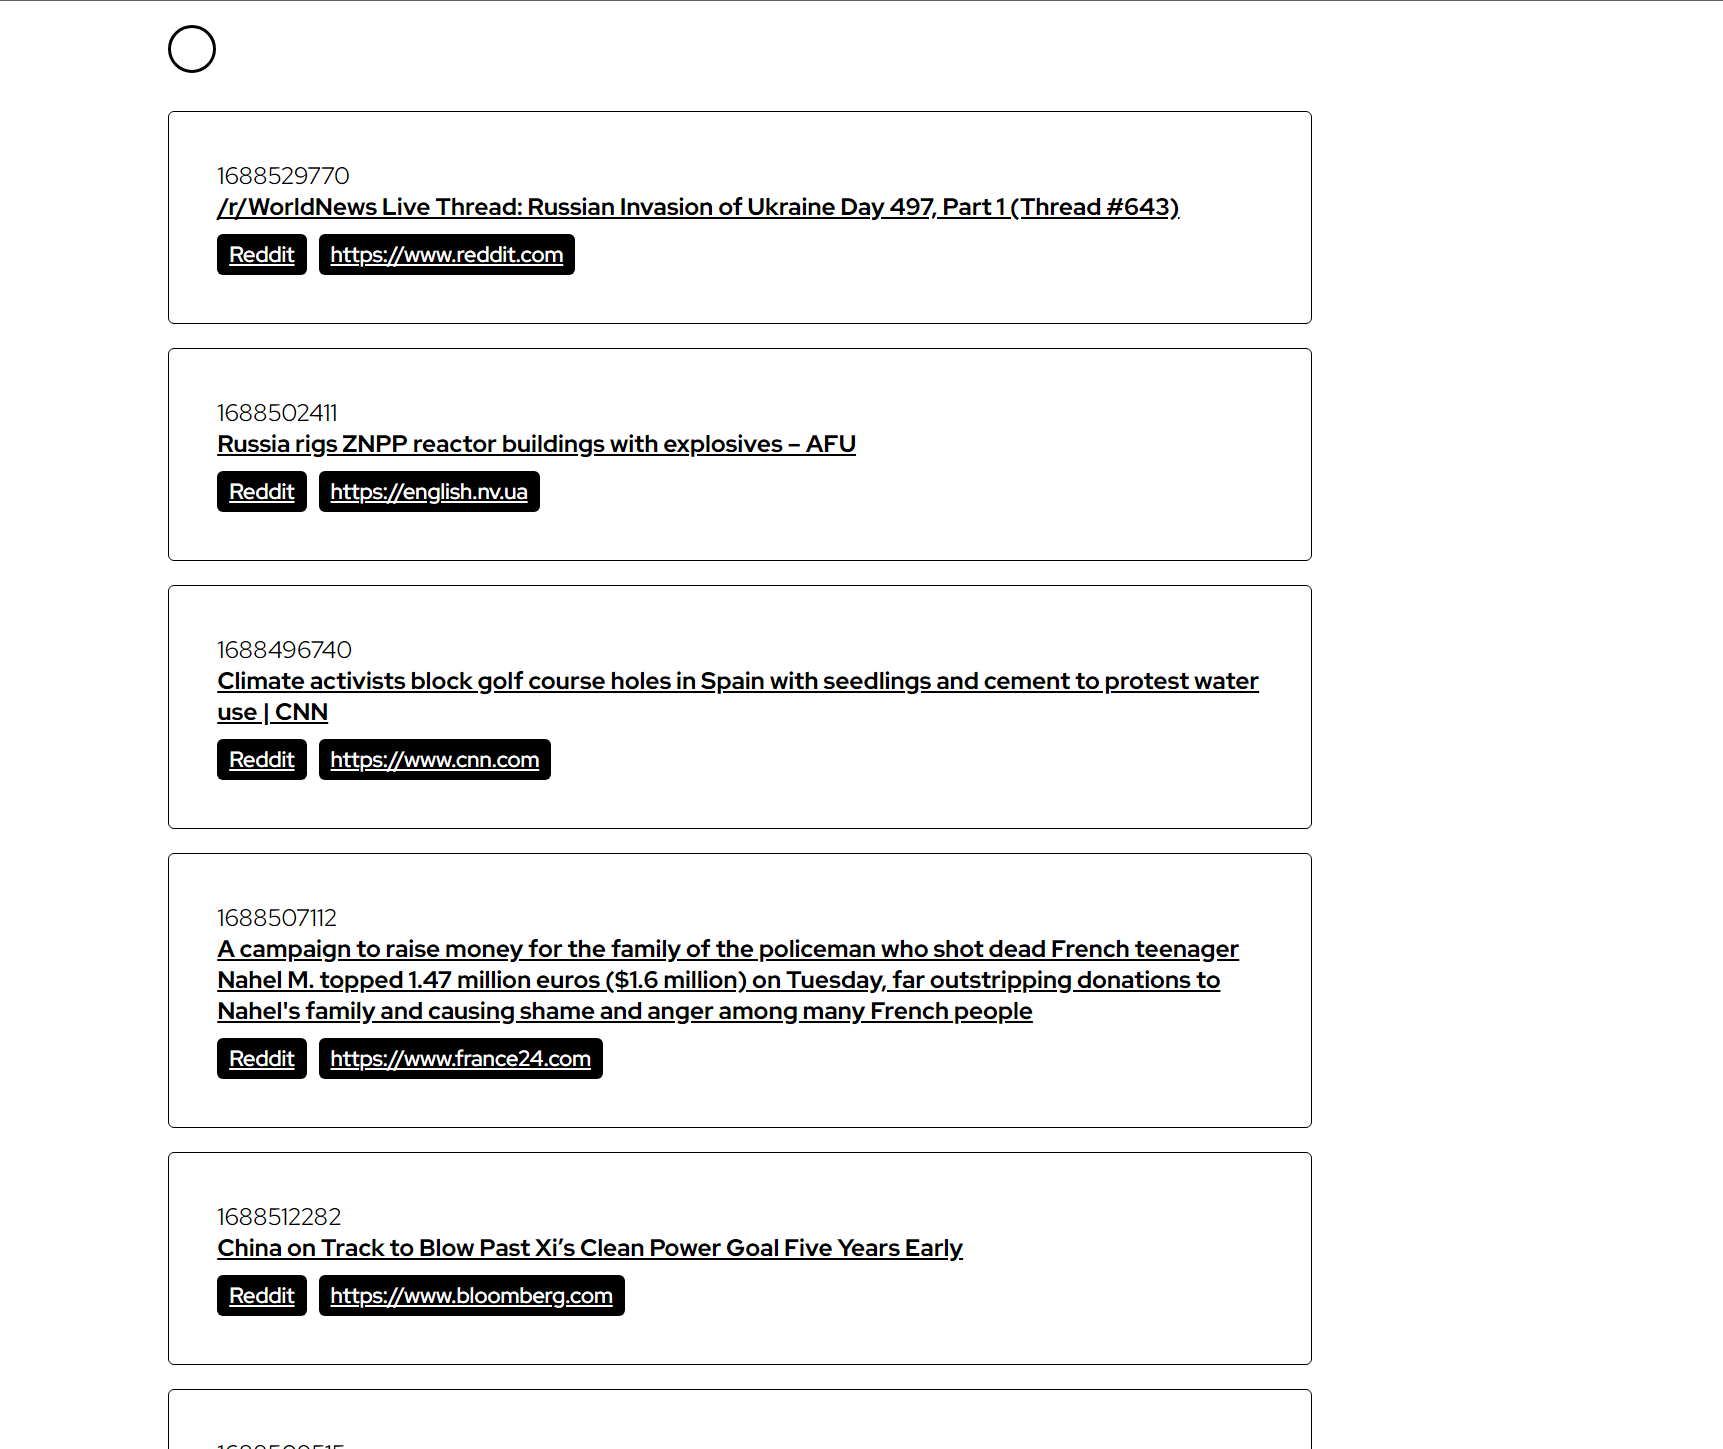 1688529770
/r/WorldNews Live Thread: Russian Invasion of Ukraine Day 497, Part 1 (Thread #643)
Reddit https://www.reddit.com
1688502411
Russia rigs ZNPP reactor buildings with explosives – AFU
Reddit https://english.nv.ua
1688496740
Climate activists block golf course holes in Spain with seedlings and cement to protest water
use | CNN
Reddit https://www.cnn.com
1688507112
A campaign to raise money for the family of the policeman who shot dead French teenager
Nahel M. topped 1.47 million euros ($1.6 million) on Tuesday, far outstripping donations to
Nahel's family and causing shame and anger among many French people
Reddit https://www.france24.com
1688512282
China on Track to Blow Past Xi’s Clean Power Goal Five Years Early
Reddit https://www.bloomberg.com